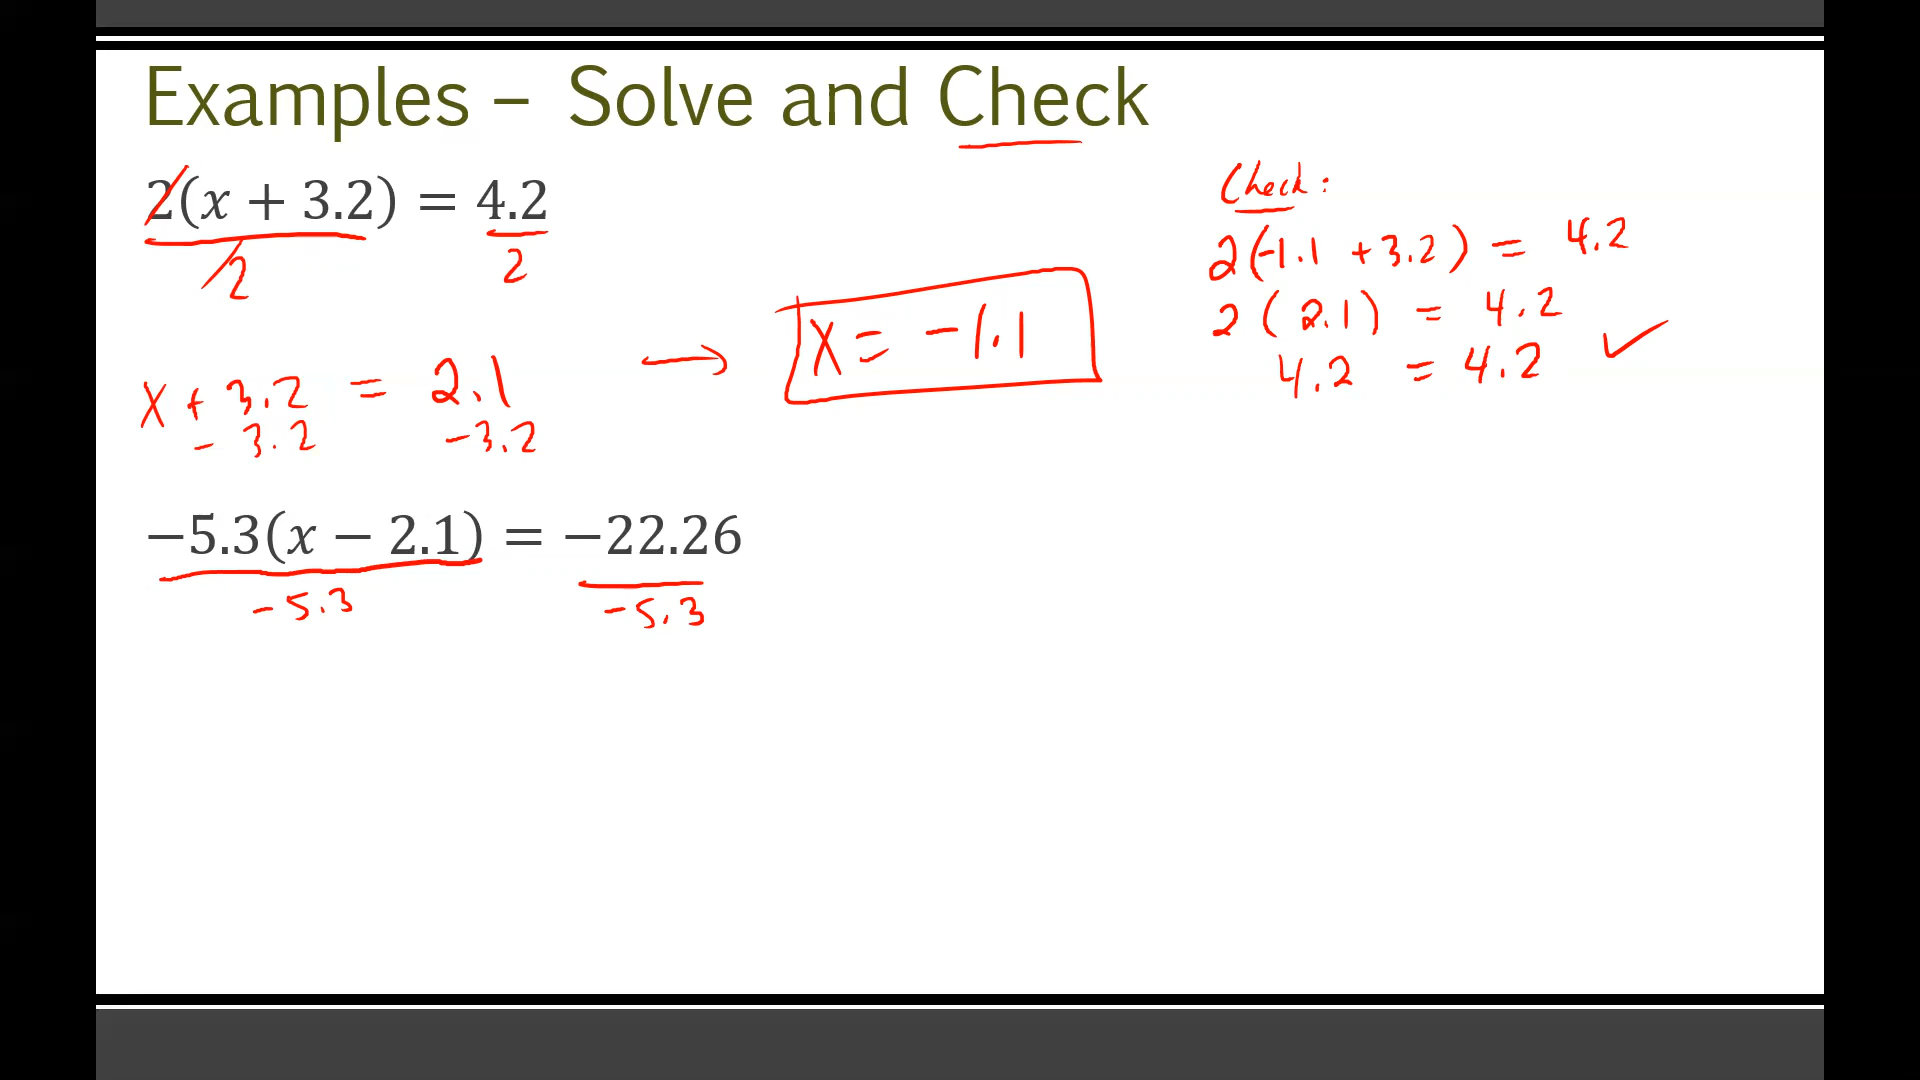 Examples – Solve and Check
2(x + 3.2) = 4.2
2 2
x + 3.2 = 2.1
- 3.2 -3.2
→ x = -1.1
Check:
2(-1.1 + 3.2) = 4.2
2 ( 2.1 ) = 4.2
4.2 = 4.2 ✓
−5.3(x − 2.1) = −22.26
-5.3 -5.3